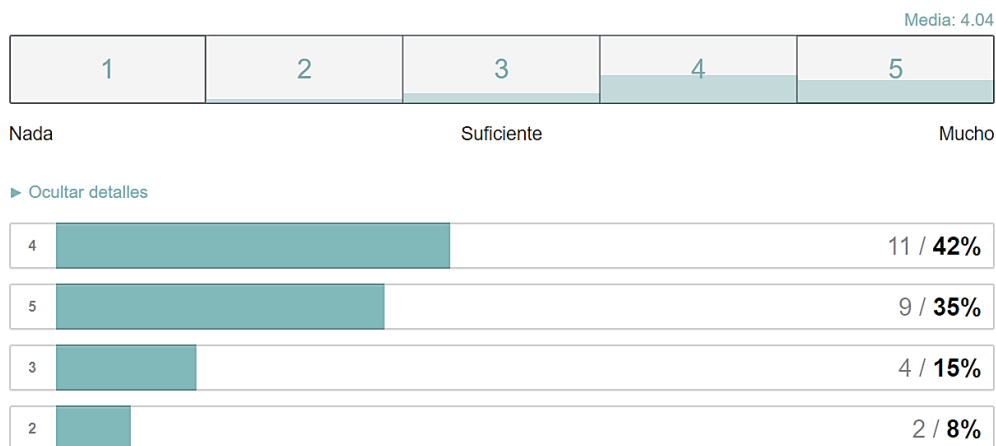 Media: 4.04
1 2 3 4 5
Nada Suficiente Mucho
► Ocultar detalles
4 11 / 42%
5 9 / 35%
3 4 / 15%
2 2 / 8%